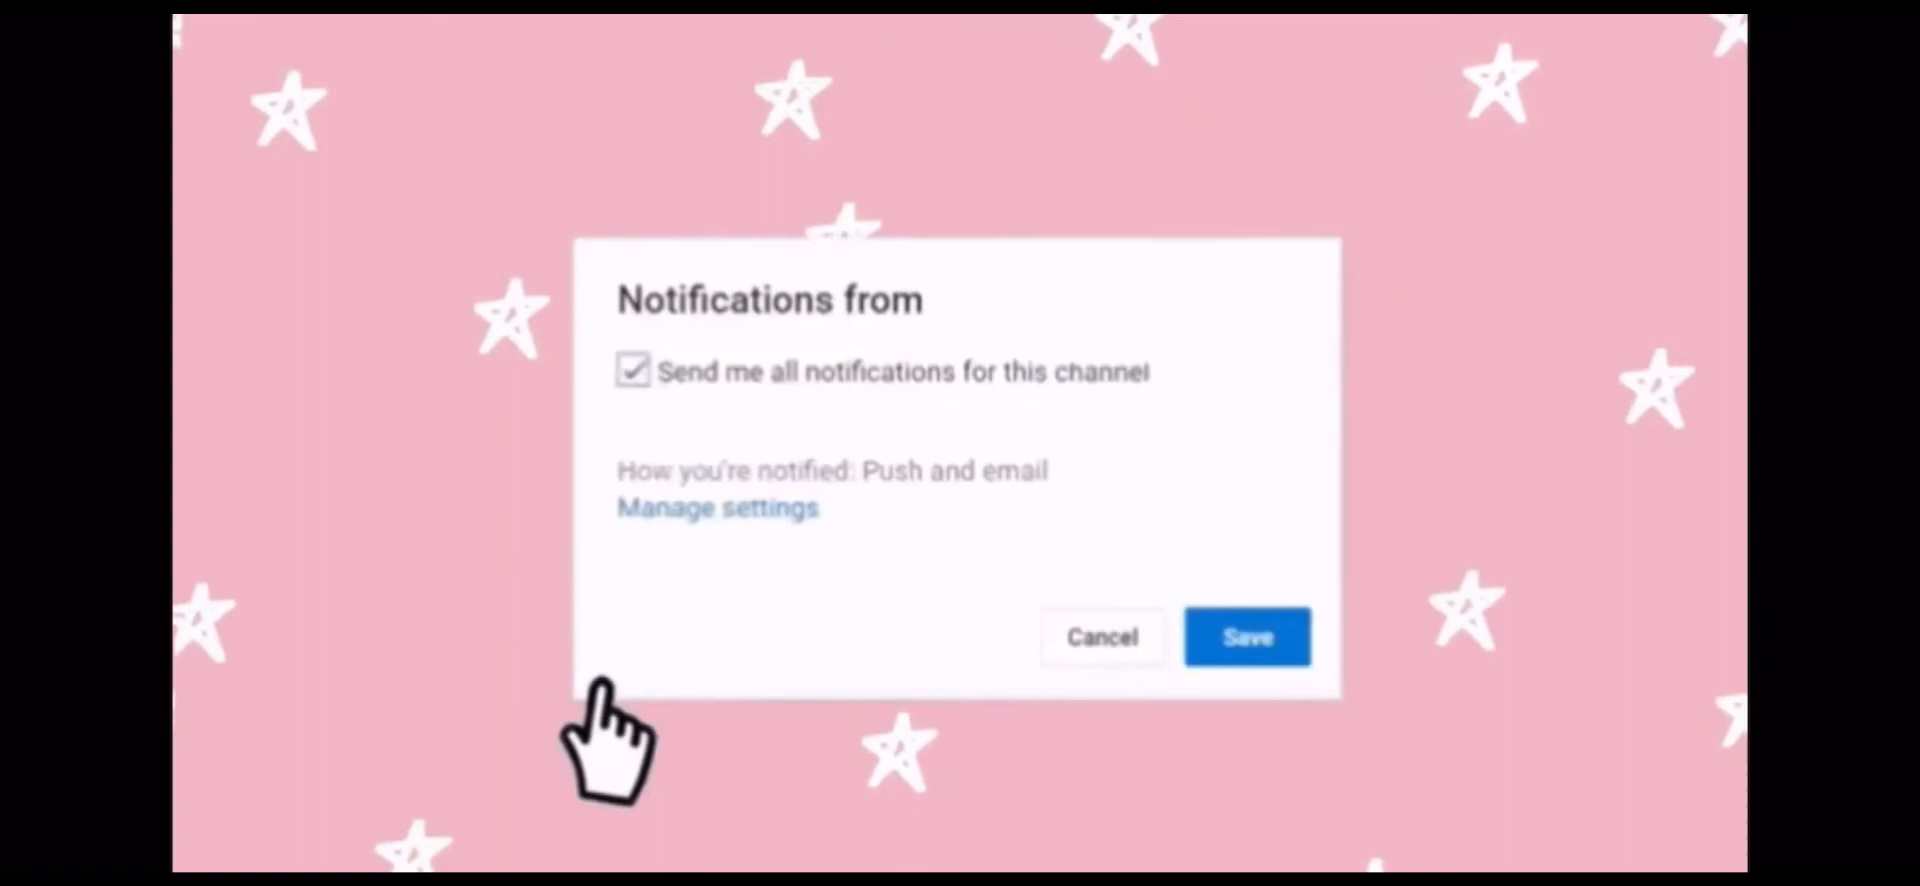 Notifications from
Send me all notifications for this channel
How you're notified: Push and email
Manage settings
Cancel
Save